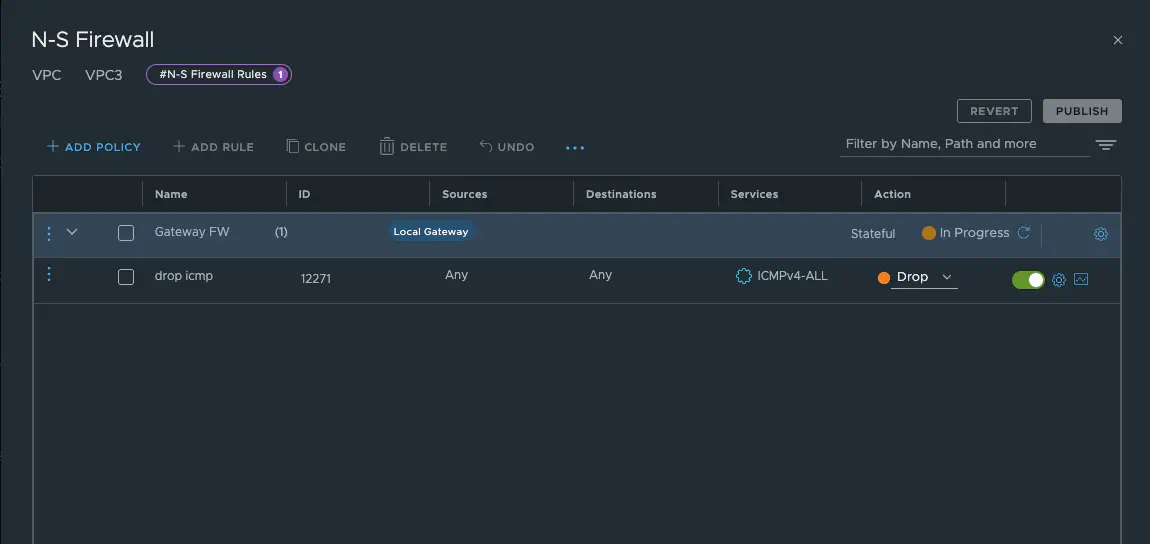 N-S Firewall
VPC VPC3 #N-S Firewall Rules 1
REVERT PUBLISH
ADD POLICY ADD RULE CLONE DELETE UNDO Filter by Name, Path and more
Name ID Sources Destinations Services Action
Gateway FW (1) Local Gateway Stateful In Progress
drop icmp 12271 Any Any ICMPv4-ALL Drop